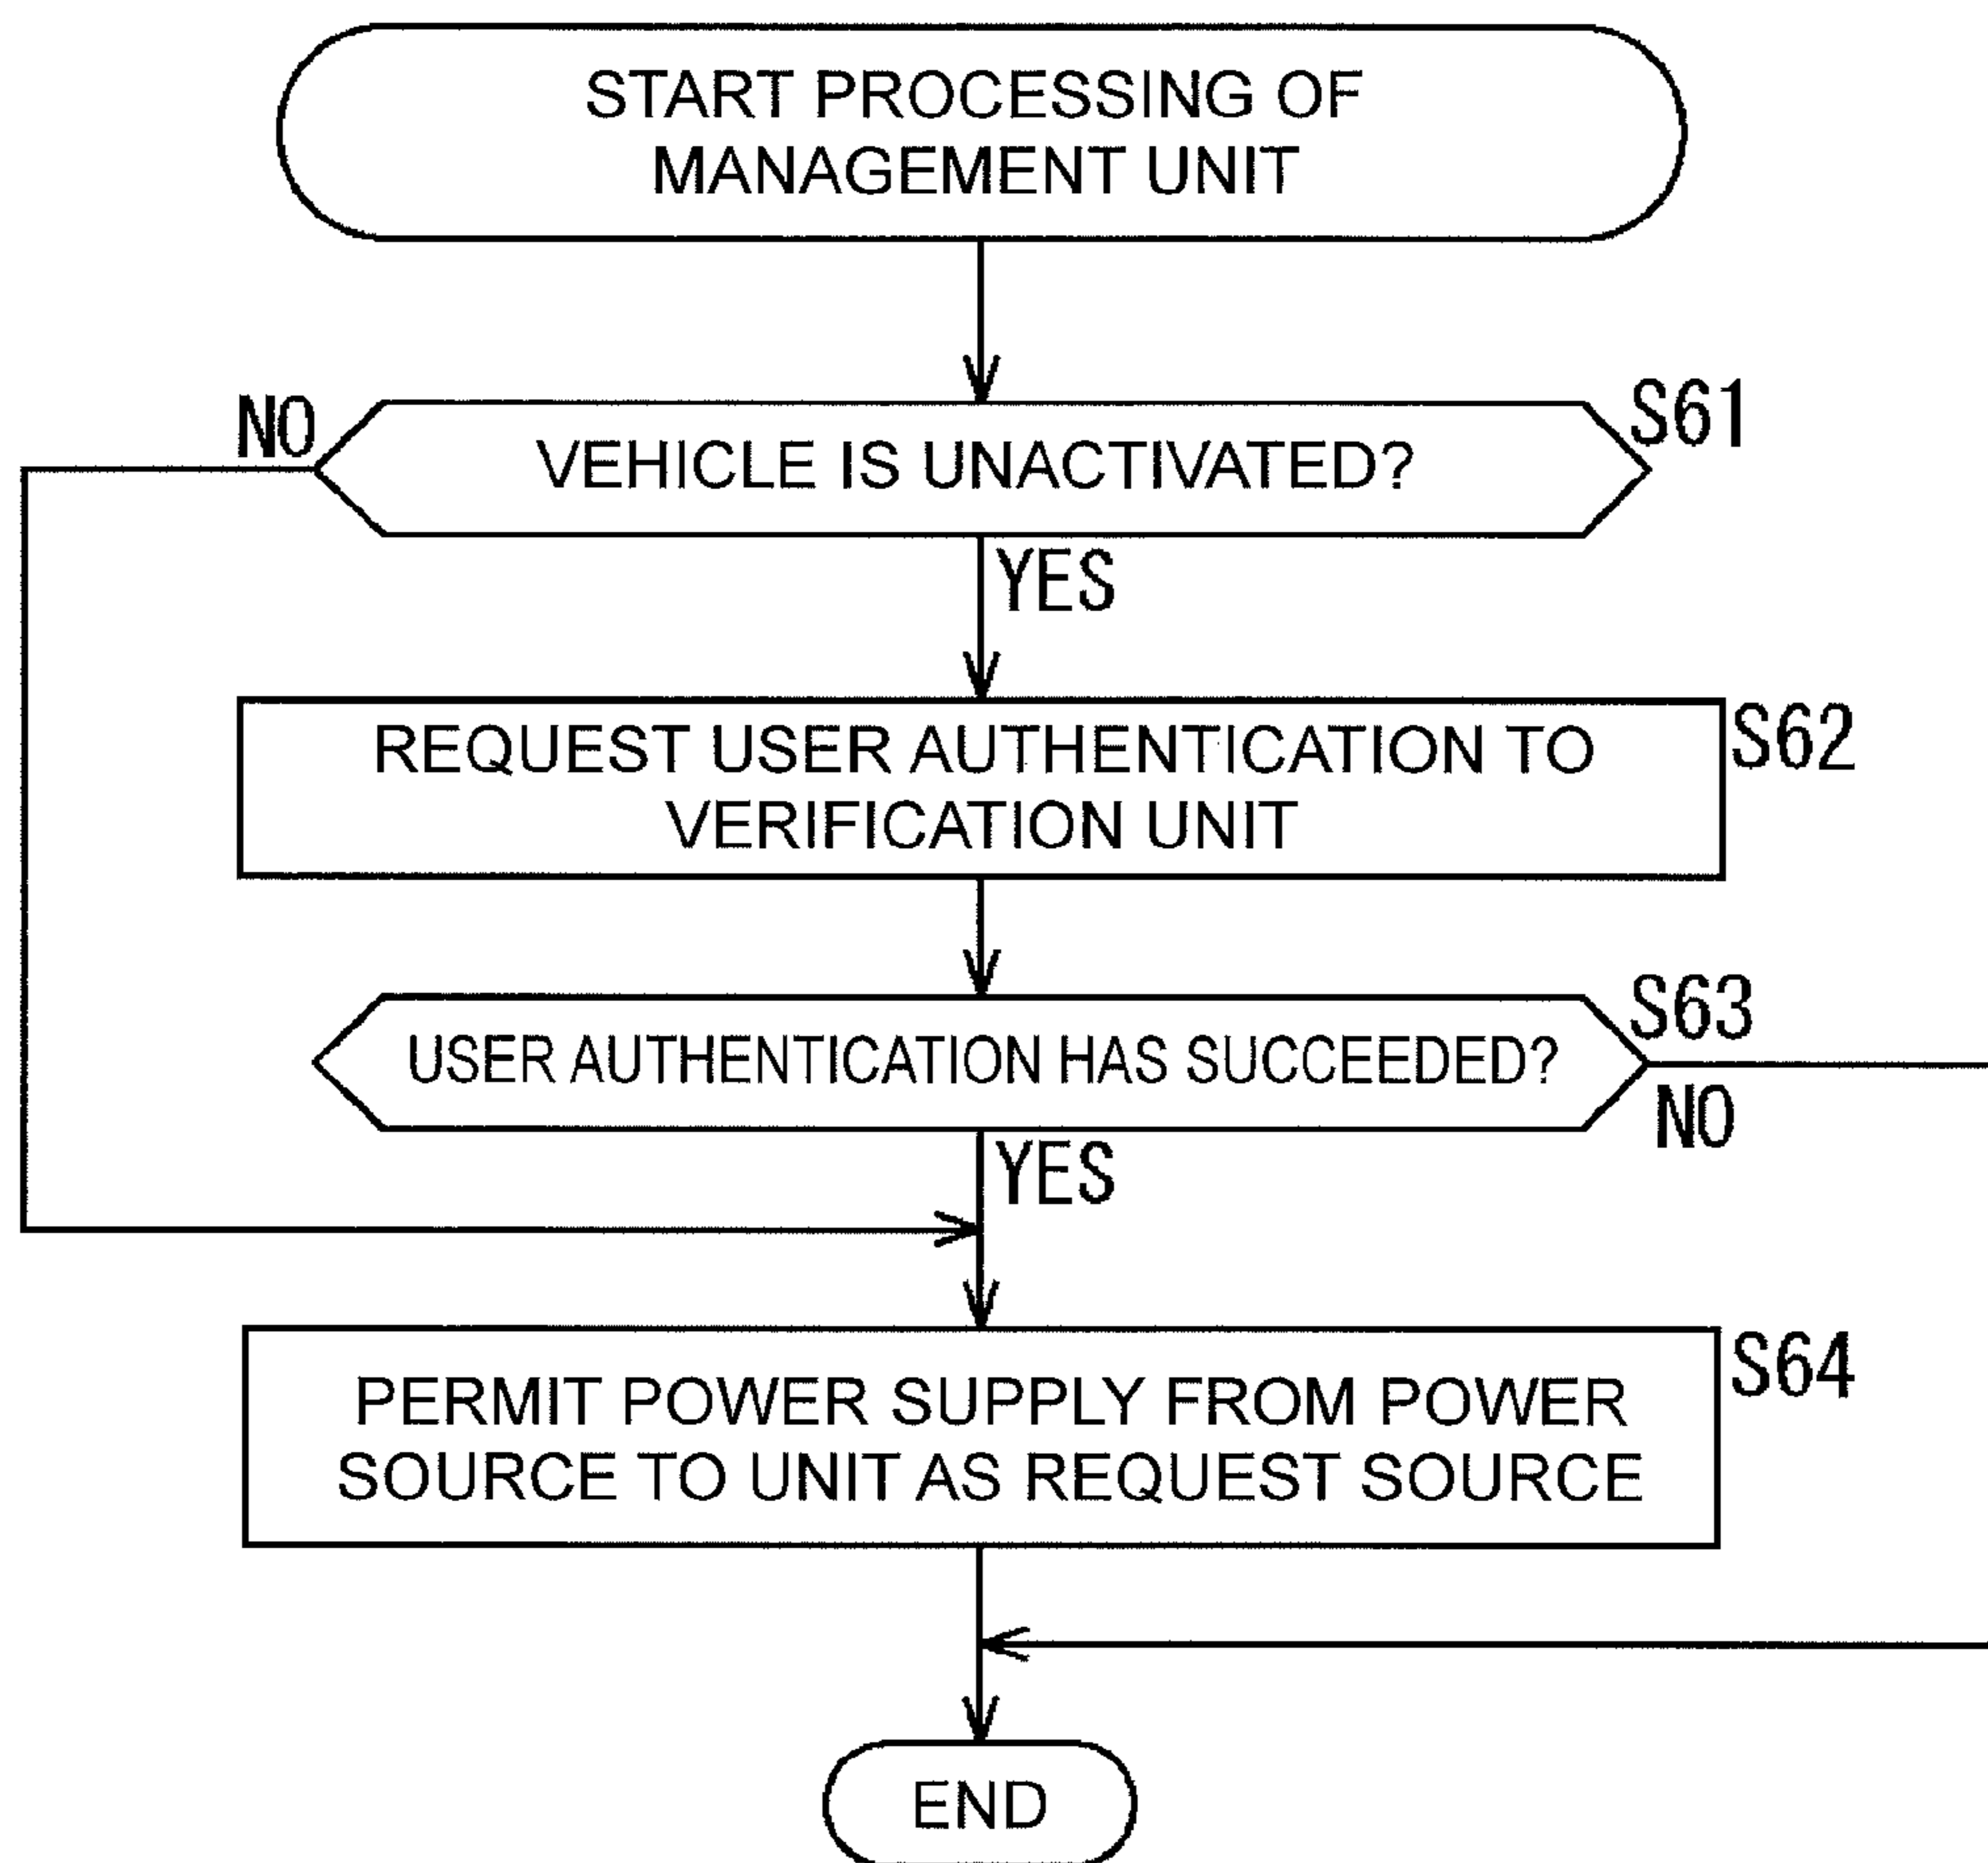 START PROCESSING OF
MANAGEMENT UNIT
NO
S61
VEHICLE IS UNACTIVATED?
YES
S62
REQUEST USER AUTHENTICATION TO
VERIFICATION UNIT
S63
USER AUTHENTICATION HAS SUCCEEDED?
NO
YES
S64
PERMIT POWER SUPPLY FROM POWER
SOURCE TO UNIT AS REQUEST SOURCE
END